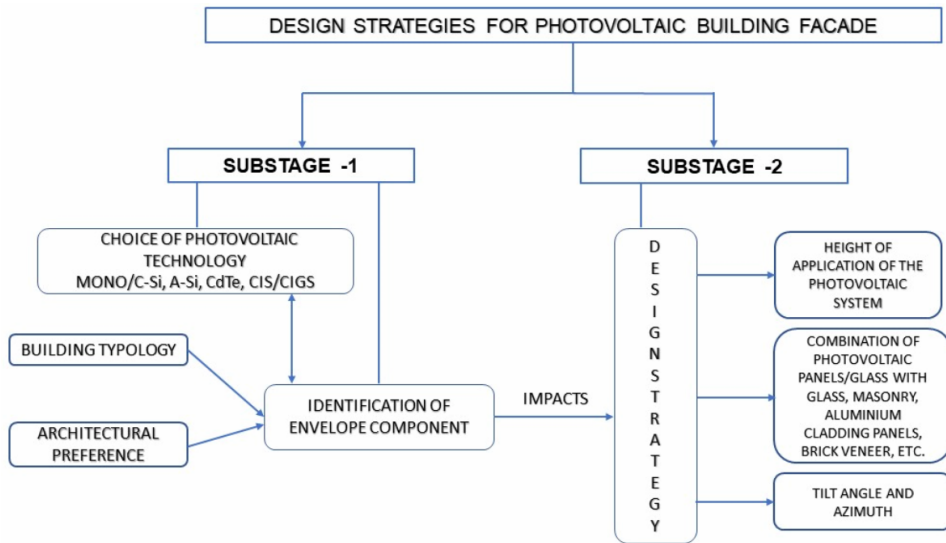 DESIGN STRATEGIES FOR PHOTOVOLTAIC BUILDING FACADE
SUBSTAGE -1
SUBSTAGE -2
CHOICE OF PHOTOVOLTAIC
TECHNOLOGY
MONO/C-Si, A-Si, CdTe, CIS/CIGS
BUILDING TYPOLOGY
ARCHITECTURAL
PREFERENCE
IDENTIFICATION OF
ENVELOPE COMPONENT
IMPACTS
D
E
S
I
G
N
S
T
R
A
T
E
G
Y
HEIGHT OF
APPLICATION OF THE
PHOTOVOLTAIC
SYSTEM
COMBINATION OF
PHOTOVOLTAIC
PANELS/GLASS WITH
GLASS, MASONRY,
ALUMINIUM
CLADDING PANELS,
BRICK VENEER, ETC.
TILT ANGLE AND
AZIMUTH